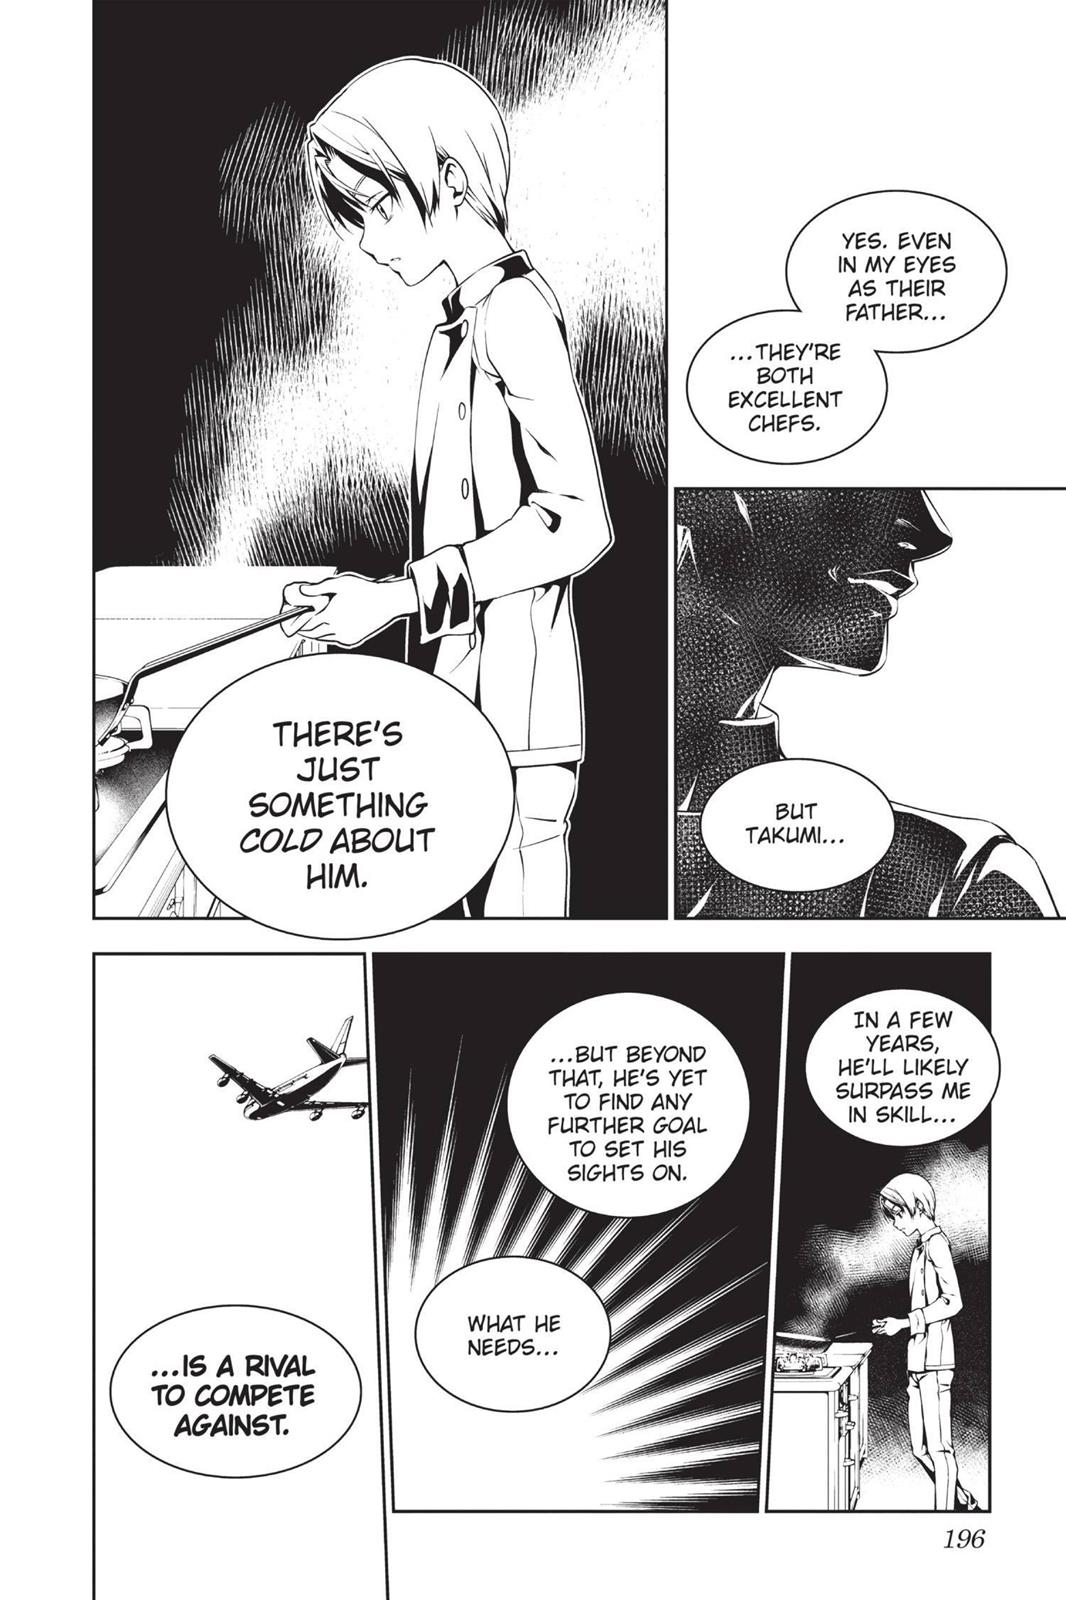 YES. EVEN
IN MY EYES
AS THEIR
FATHER...
...THEY'RE
BOTH
EXCELLENT
CHEFS.
BUT
TAKUMI...
THERE'S
JUST
SOMETHING
COLD ABOUT
HIM.
IN A FEW
YEARS,
HE'LL LIKELY
SURPASS ME
IN SKILL...
...BUT BEYOND
THAT, HE'S YET
TO FIND ANY
FURTHER GOAL
TO SET HIS
SIGHTS ON.
WHAT HE
NEEDS...
...IS A RIVAL
TO COMPETE
AGAINST.
196